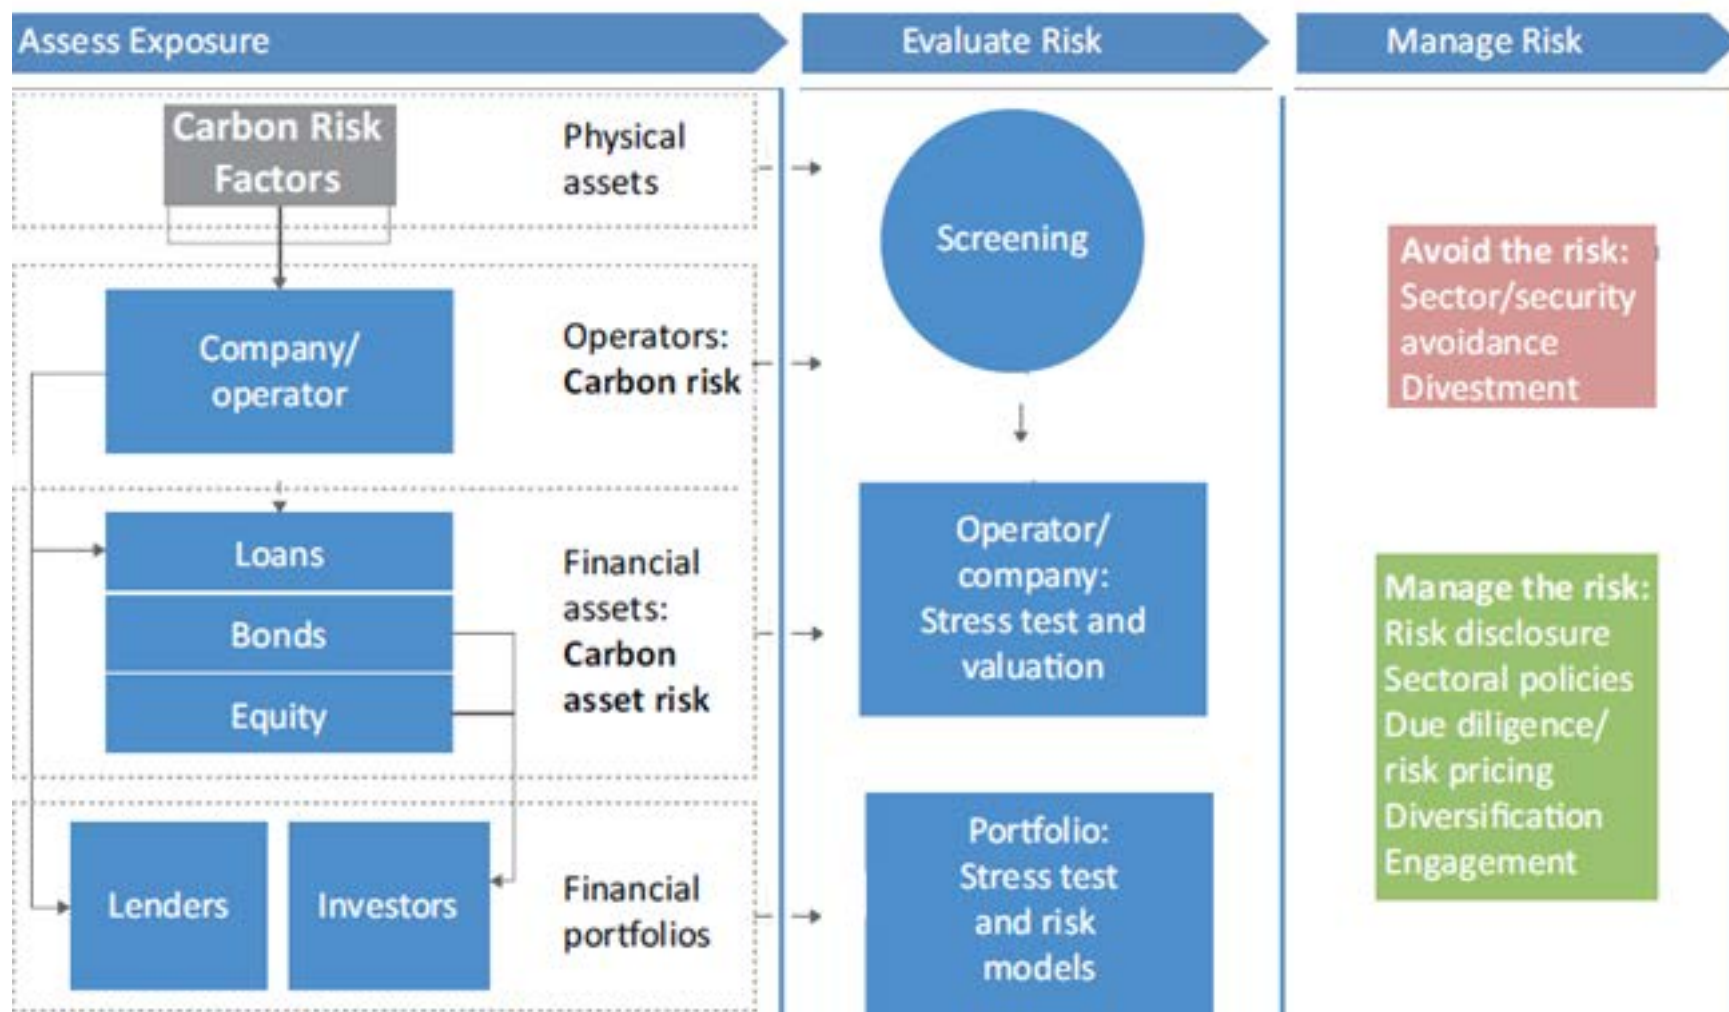 Assess Exposure
Evaluate Risk
Manage Risk
Carbon Risk
Factors
Physical
assets
Company/
operator
Operators:
Carbon risk
Loans
Bonds
Equity
Financial
assets:
Carbon
asset risk
Lenders
Investors
Financial
portfolios
Screening
Operator/
company:
Stress test and
valuation
Portfolio:
Stress test
and risk
models
Avoid the risk:
Sector/security
avoidance
Divestment
Manage the risk:
Risk disclosure
Sectoral policies
Due diligence/
risk pricing
Diversification
Engagement